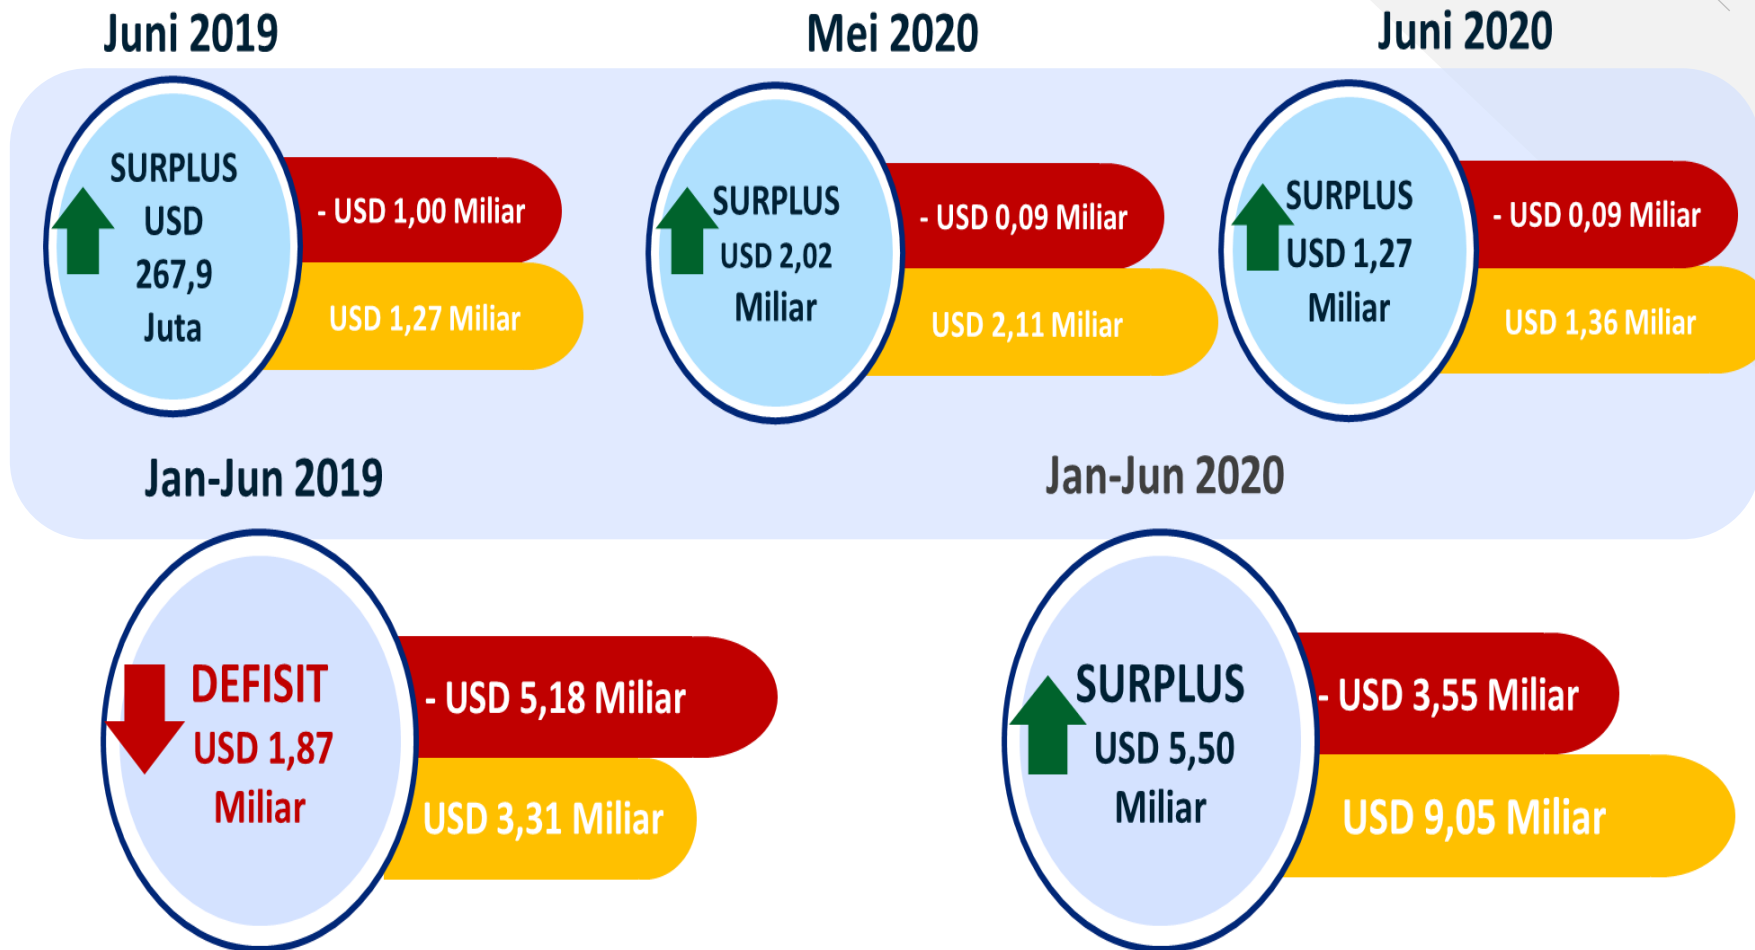 Juni 2019
SURPLUS
USD
267,9
Juta
- USD 1,00 Miliar
USD 1,27 Miliar
Mei 2020
SURPLUS
USD 2,02
Miliar
- USD 0,09 Miliar
USD 2,11 Miliar
Juni 2020
SURPLUS
USD 1,27
Miliar
- USD 0,09 Miliar
USD 1,36 Miliar
Jan-Jun 2019
DEFISIT
USD 1,87
Miliar
- USD 5,18 Miliar
USD 3,31 Miliar
Jan-Jun 2020
SURPLUS
USD 5,50
Miliar
- USD 3,55 Miliar
USD 9,05 Miliar